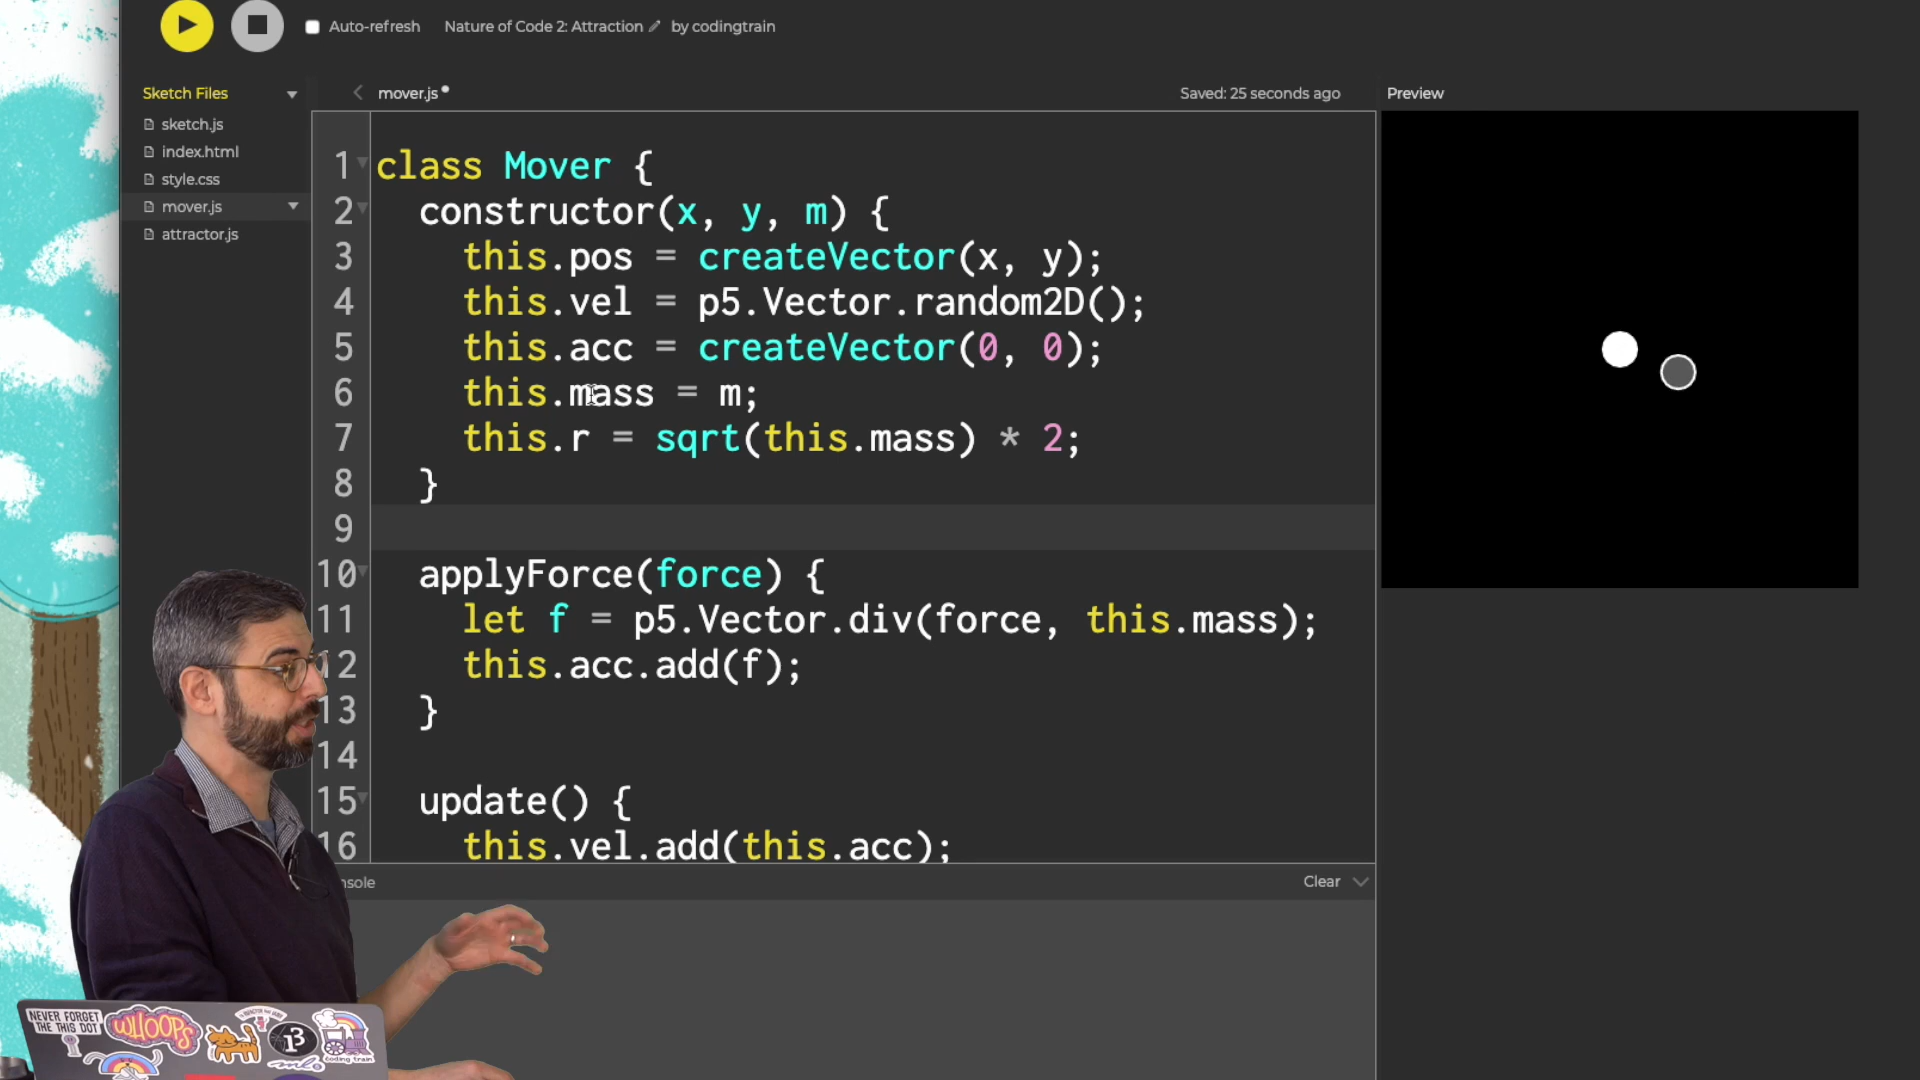 Auto-refresh Nature of Code 2: Attraction by codingtrain
Sketch Files
sketch.js
index.html
style.css
mover.js
attractor.js
mover.js
Saved: 25 seconds ago
Preview
1 class Mover {
2 constructor(x, y, m) {
3 this.pos = createVector(x, y);
4 this.vel = p5.Vector.random2D();
5 this.acc = createVector(0, 0);
6 this.mass = m;
7 this.r = sqrt(this.mass) * 2;
8 }
9
10 applyForce(force) {
11 let f = p5.Vector.div(force, this.mass);
12 this.acc.add(f);
13 }
14
15 update() {
16 this.vel.add(this.acc);
nsole
Clear
NEVER FORGET
THE THIS DOT
WHOOPS
coding train